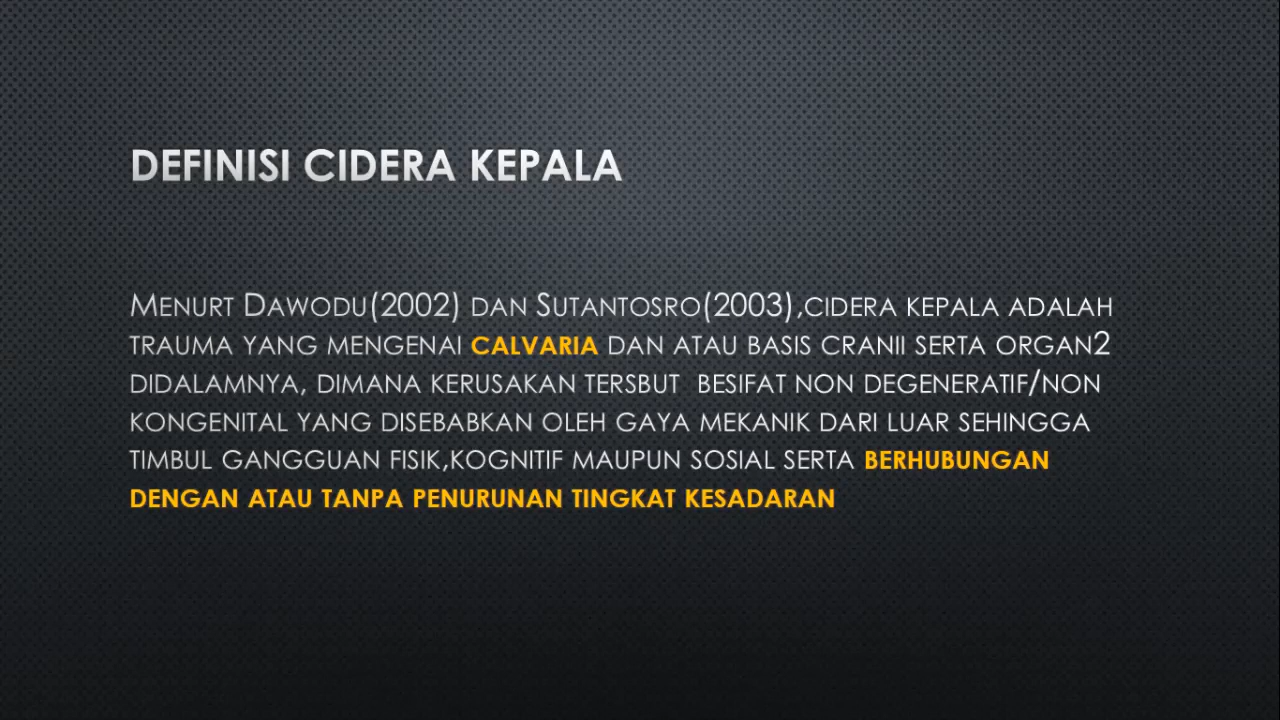 DEFINISI CIDERA KEPALA
MENURT DAWODU(2002) DAN SUTANTOSRO(2003),CIDERA KEPALA ADALAH
TRAUMA YANG MENGENAI CALVARIA DAN ATAU BASIS CRANII SERTA ORGAN2
DIDALAMNYA, DIMANA KERUSAKAN TERSBUT BESIFAT NON DEGENERATIF/NON
KONGENITAL YANG DISEBABKAN OLEH GAYA MEKANIK DARI LUAR SEHINGGA
TIMBUL GANGGUAN FISIK,KOGNITIF MAUPUN SOSIAL SERTA BERHUBUNGAN
DENGAN ATAU TANPA PENURUNAN TINGKAT KESADARAN